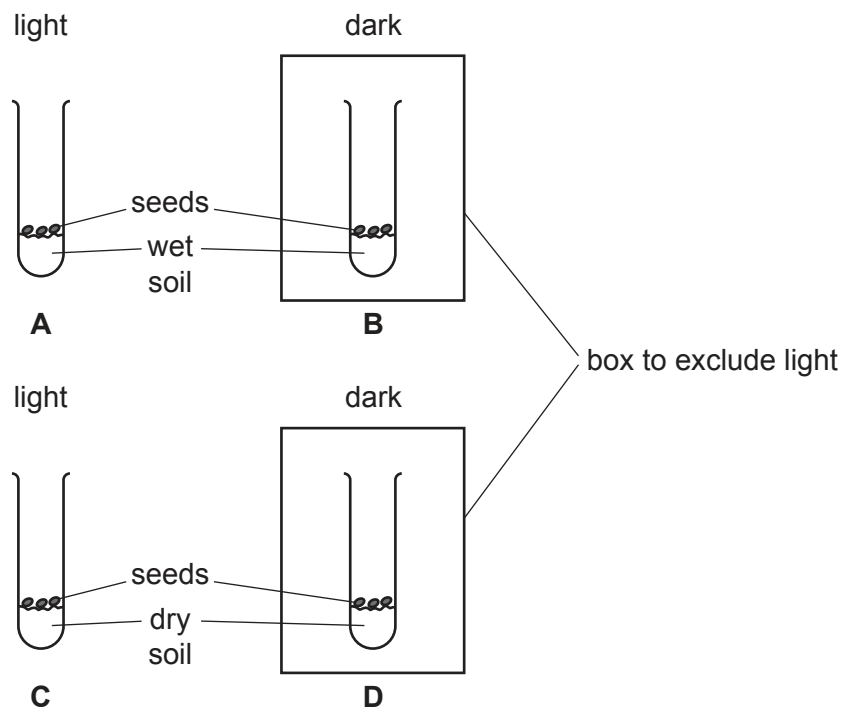 light
dark
seeds
wet
soil
A
B
box to exclude light
light
dark
seeds
dry
soil
C
D